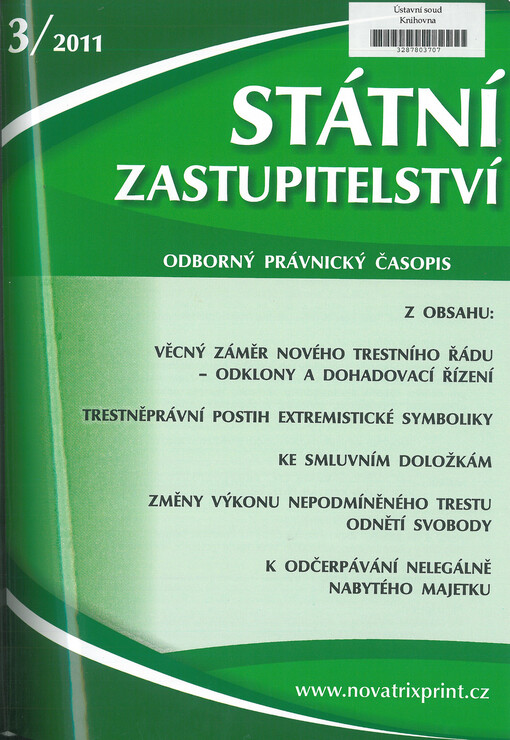 3/2011
Ústavní soud
Knihovna
3287803707
STÁTNÍ
ZASTUPITELSTVÍ
ODBORNÝ PRÁVNICKÝ ČASOPIS
Z OBSAHU:
VĚCNÝ ZÁMĚR NOVÉHO TRESTNÍHO ŘÁDU
– ODKLONY A DOHADOVACÍ ŘÍZENÍ
TRESTNĚPRÁVNÍ POSTIH EXTREMISTICKÉ SYMBOLIKY
KE SMLUVNÍM DOLOŽKÁM
ZMĚNY VÝKONU NEPODMÍNĚNÉHO TRESTU
ODNĚTÍ SVOBODY
K ODČERPÁVÁNÍ NELEGÁLNĚ
NABYTÉHO MAJETKU
www.novatrixprint.cz